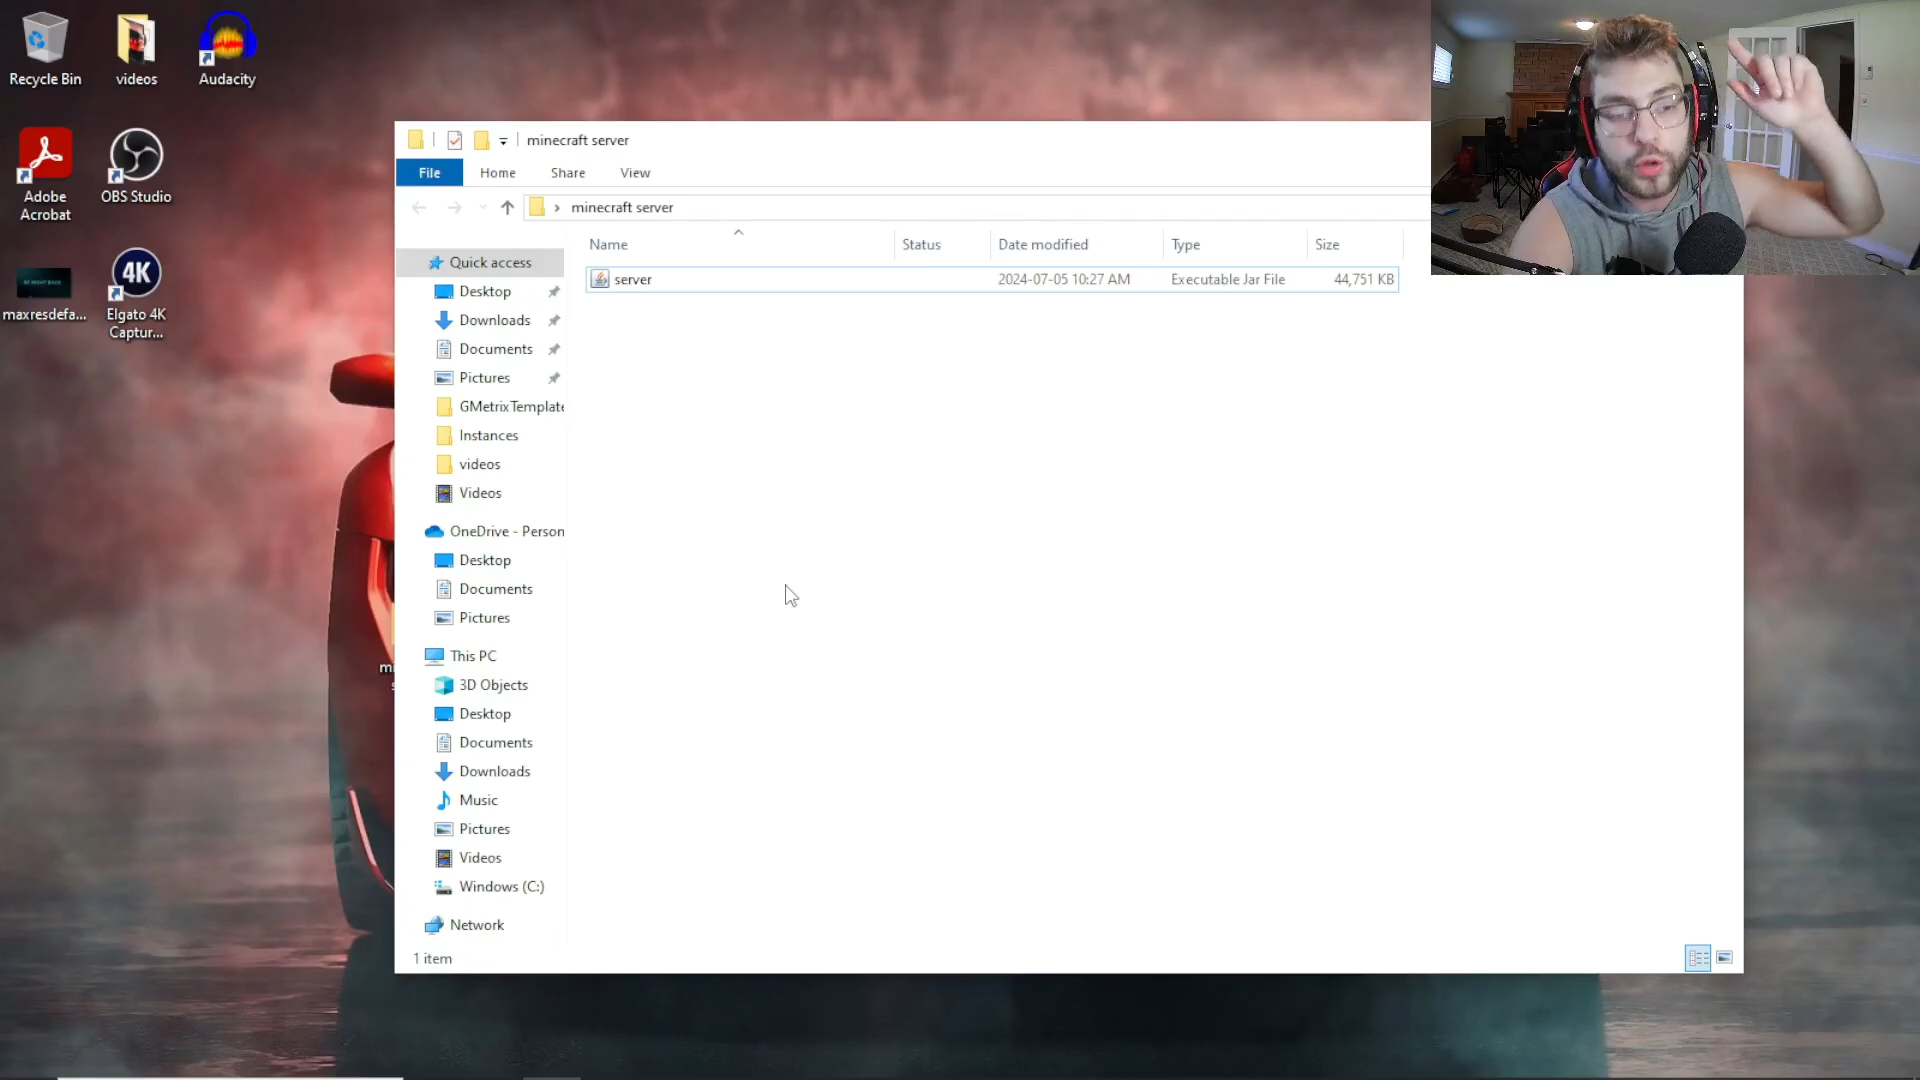 Recycle Bin
videos
Audacity
Adobe
Acrobat
OBS Studio
maxresdefa...
4K
Elgato 4K
Captur...
minecraft server
File
Home
Share
View
minecraft server
Name
Status
Date modified
Type
Size
server
2024-07-05 10:27 AM
Executable Jar File
44,751 KB
Quick access
Desktop
Downloads
Documents
Pictures
GMetrixTemplate
Instances
videos
Videos
OneDrive - Person
Desktop
Documents
Pictures
This PC
3D Objects
Desktop
Documents
Downloads
Music
Pictures
Videos
Windows (C:)
Network
1 item